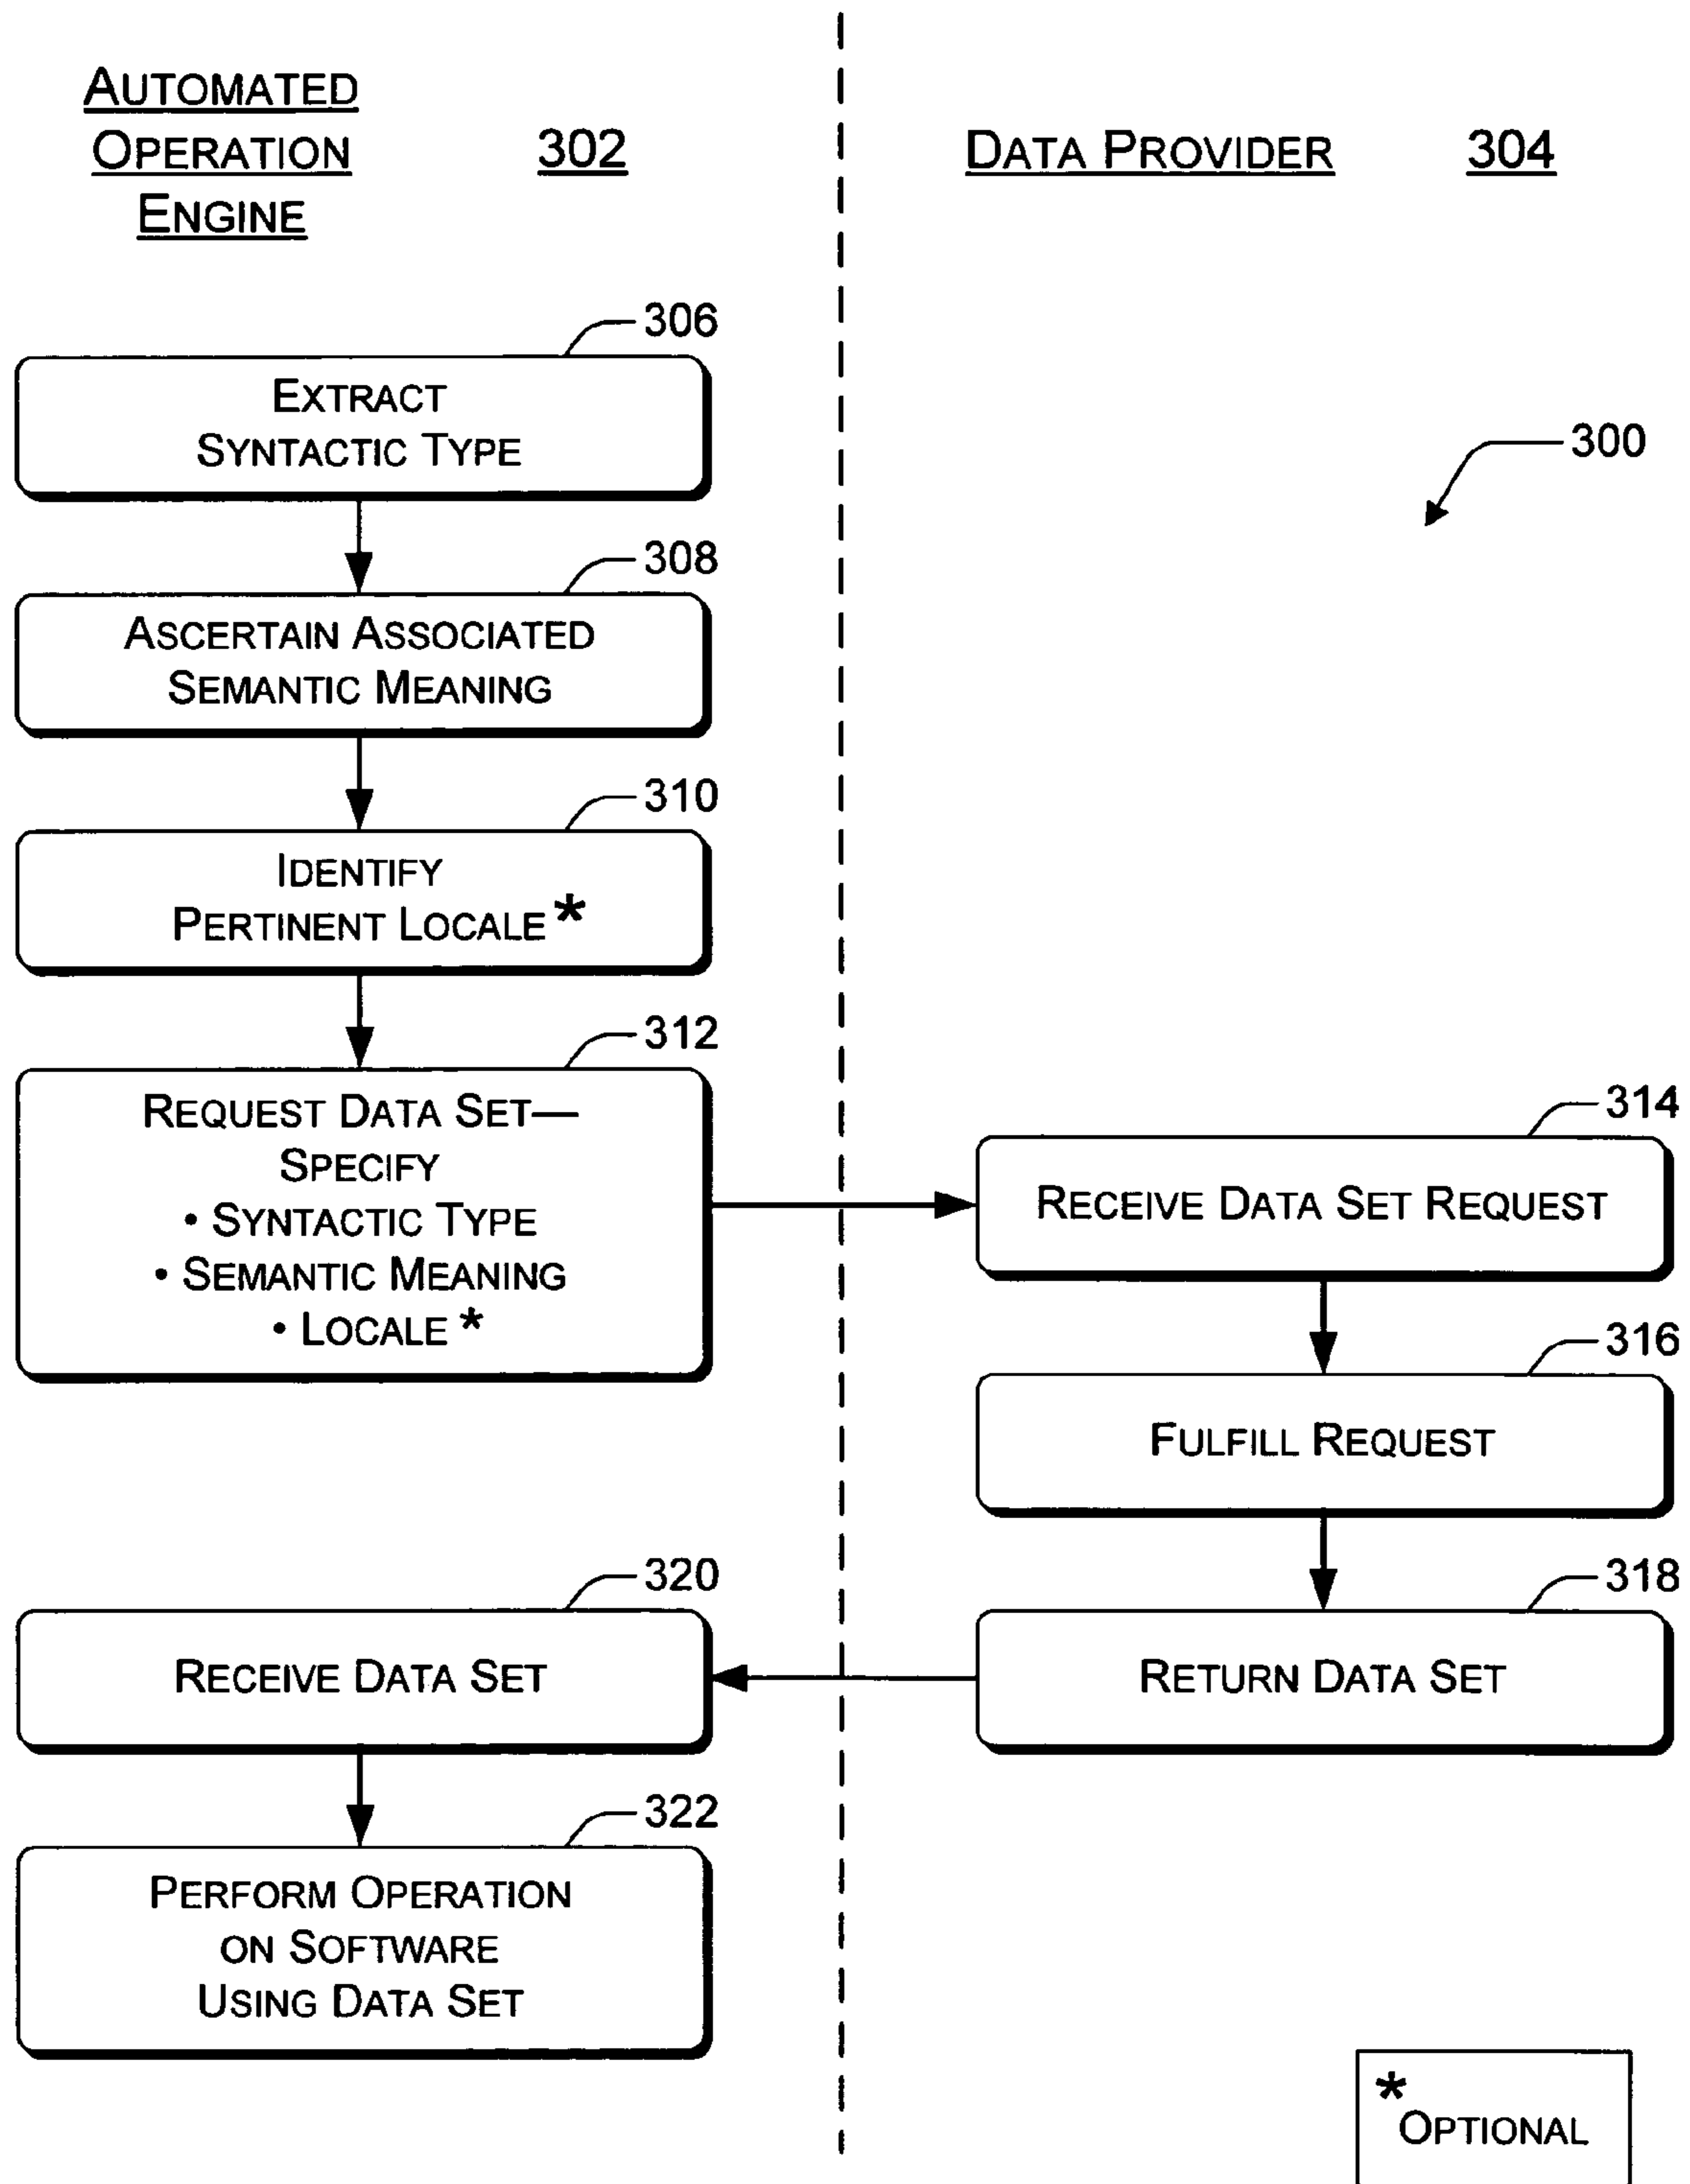 AUTOMATED
OPERATION
ENGINE
302
DATA PROVIDER
304
306
EXTRACT
SYNTACTIC TYPE
300
308
ASCERTAIN ASSOCIATED
SEMANTIC MEANING
310
IDENTIFY
PERTINENT LOCALE *
312
REQUEST DATA SET—
SPECIFY
• SYNTACTIC TYPE
• SEMANTIC MEANING
• LOCALE *
314
RECEIVE DATA SET REQUEST
316
FULFILL REQUEST
318
RETURN DATA SET
320
RECEIVE DATA SET
322
PERFORM OPERATION
ON SOFTWARE
USING DATA SET
*
OPTIONAL